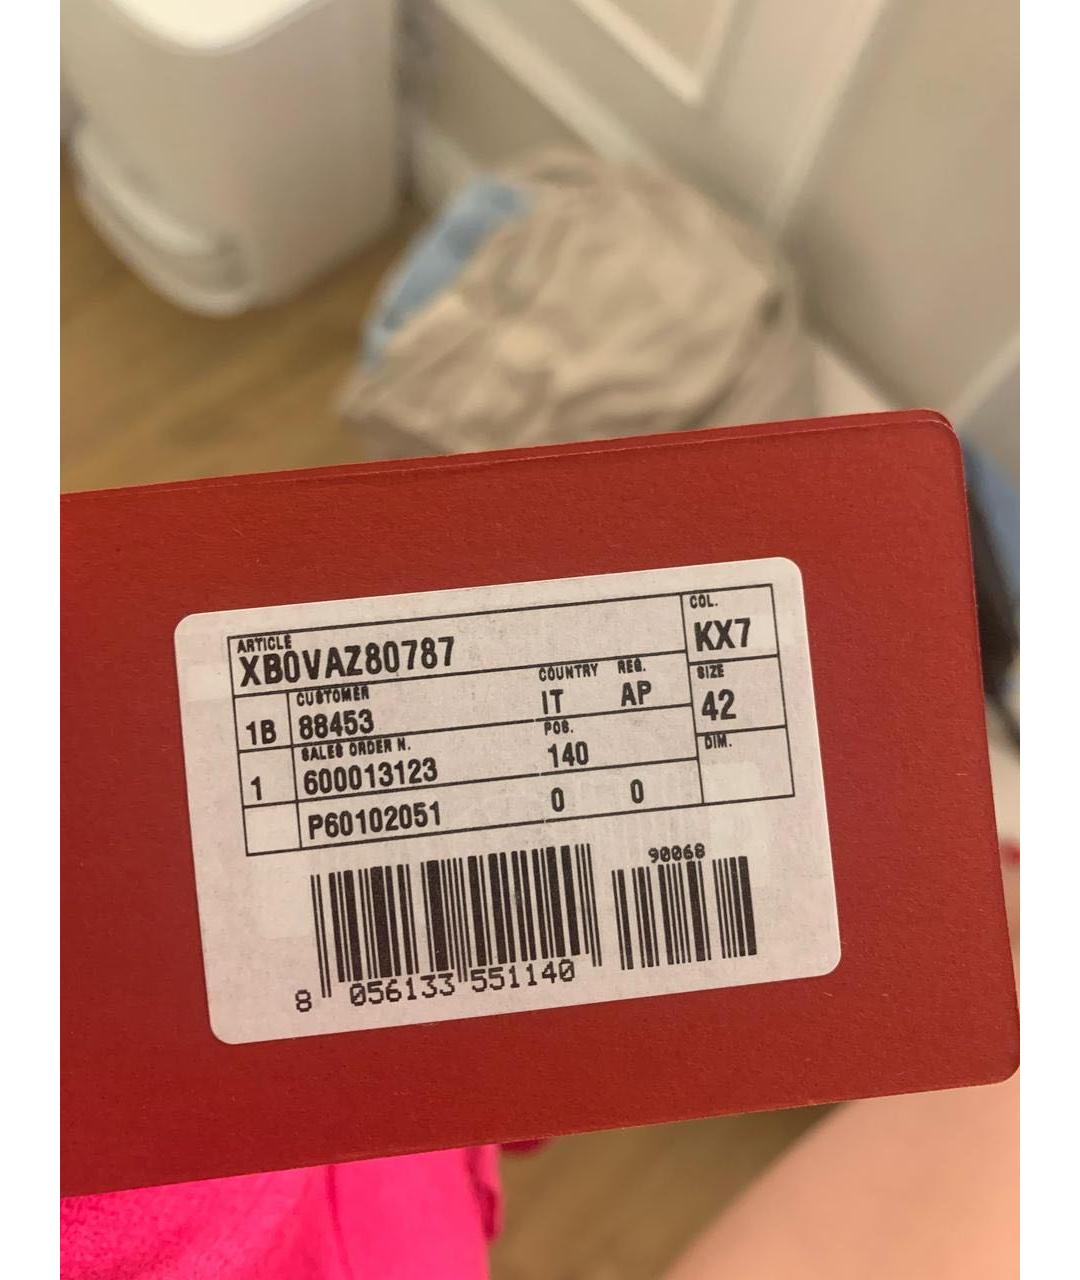 ARTICLE
XB0VAZ80787
COL.
KX7
CUSTOMER
COUNTRY REG.
SIZE
1B 88453 IT AP 42
SALES ORDER N. POS. DIM.
1 600013123 140
P60102051 0 0
90068
8 056133 551140